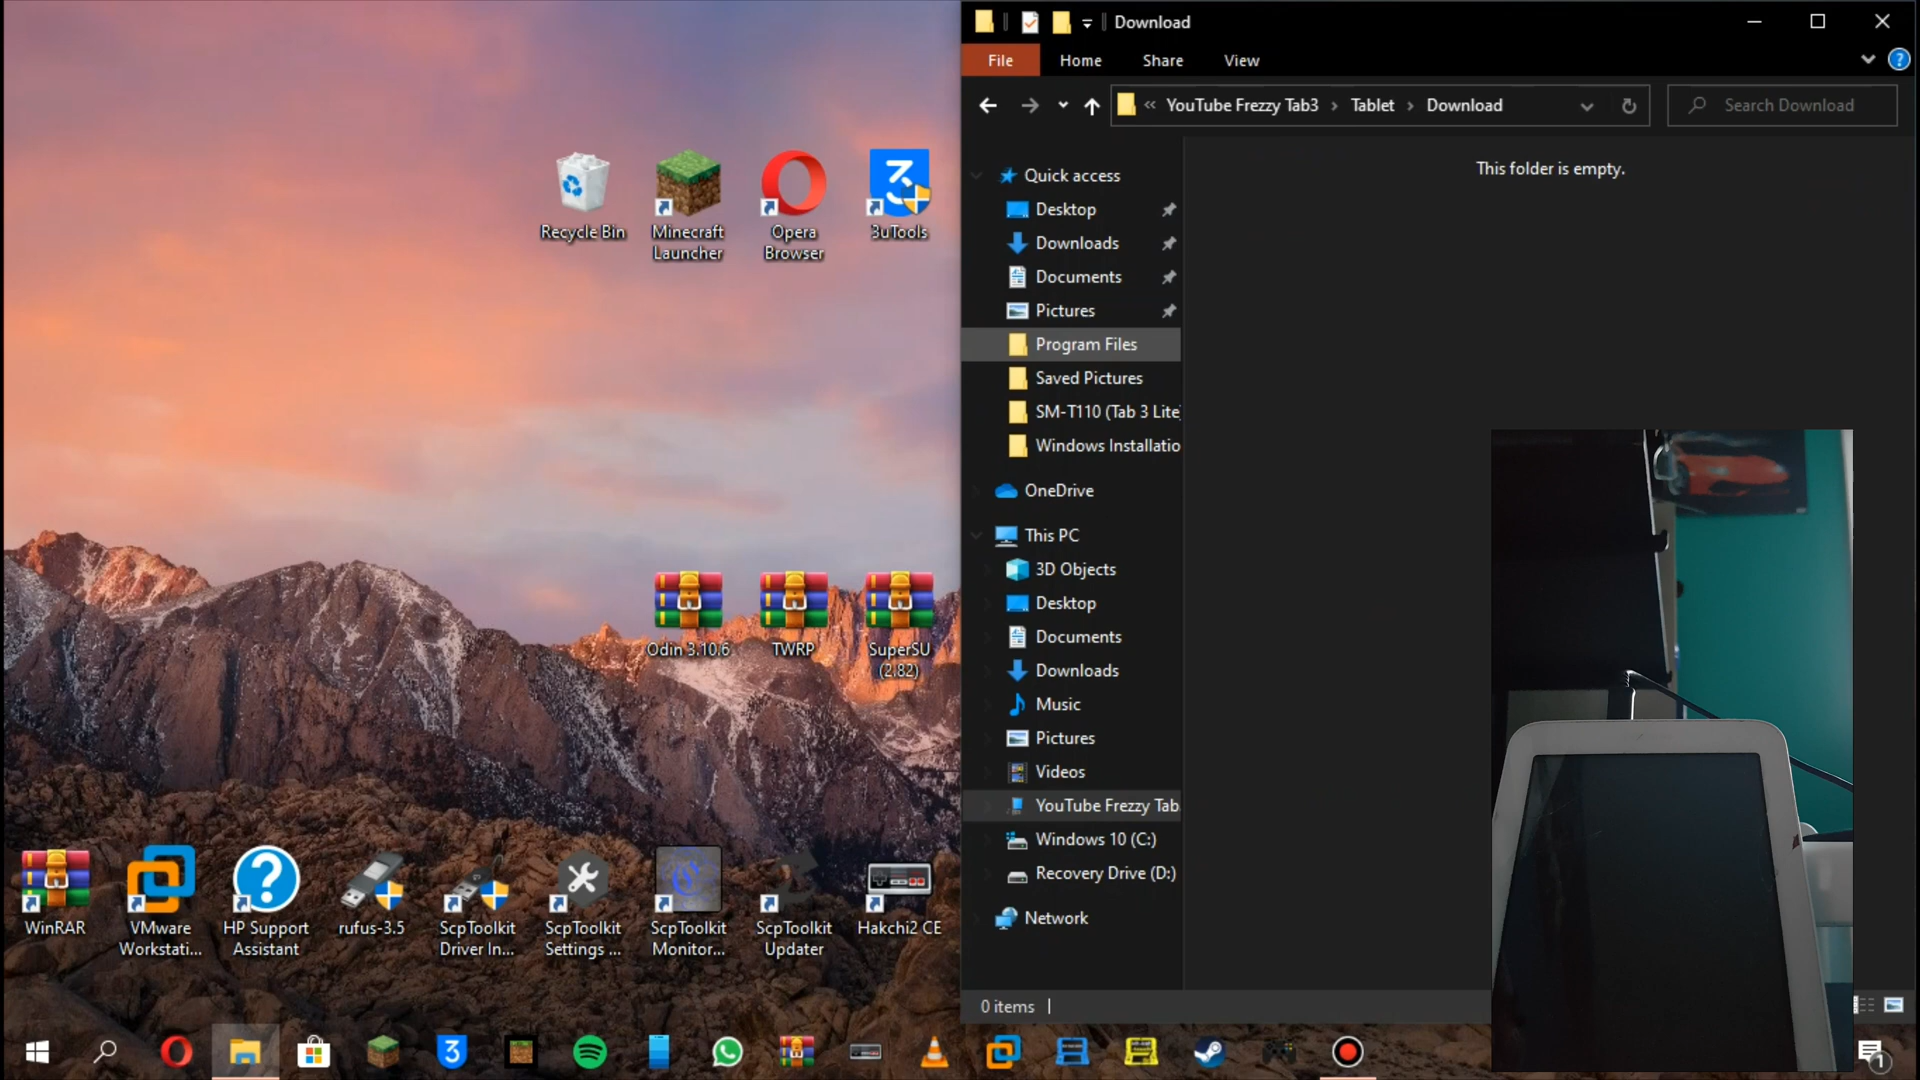 Download
File
Home
Share
View
YouTube Frezzy Tab3
Tablet
Download
Search Download
This folder is empty.
Quick access
Desktop
Downloads
Documents
Pictures
Program Files
Saved Pictures
SM-T110 (Tab 3 Lite)
Windows Installatio
OneDrive
This PC
3D Objects
Desktop
Documents
Downloads
Music
Pictures
Videos
YouTube Frezzy Tab
Windows 10 (C:)
Recovery Drive (D:)
Network
0 items
Recycle Bin
Minecraft
Launcher
Opera
Browser
3uTools
Odin 3.10.6
TWRP
SuperSU
(2.82)
WinRAR
VMware
Workstati...
HP Support
Assistant
rufus-3.5
ScpToolkit
Driver In...
ScpToolkit
Settings ...
ScpToolkit
Monitor...
ScpToolkit
Updater
Hakchi2 CE
1